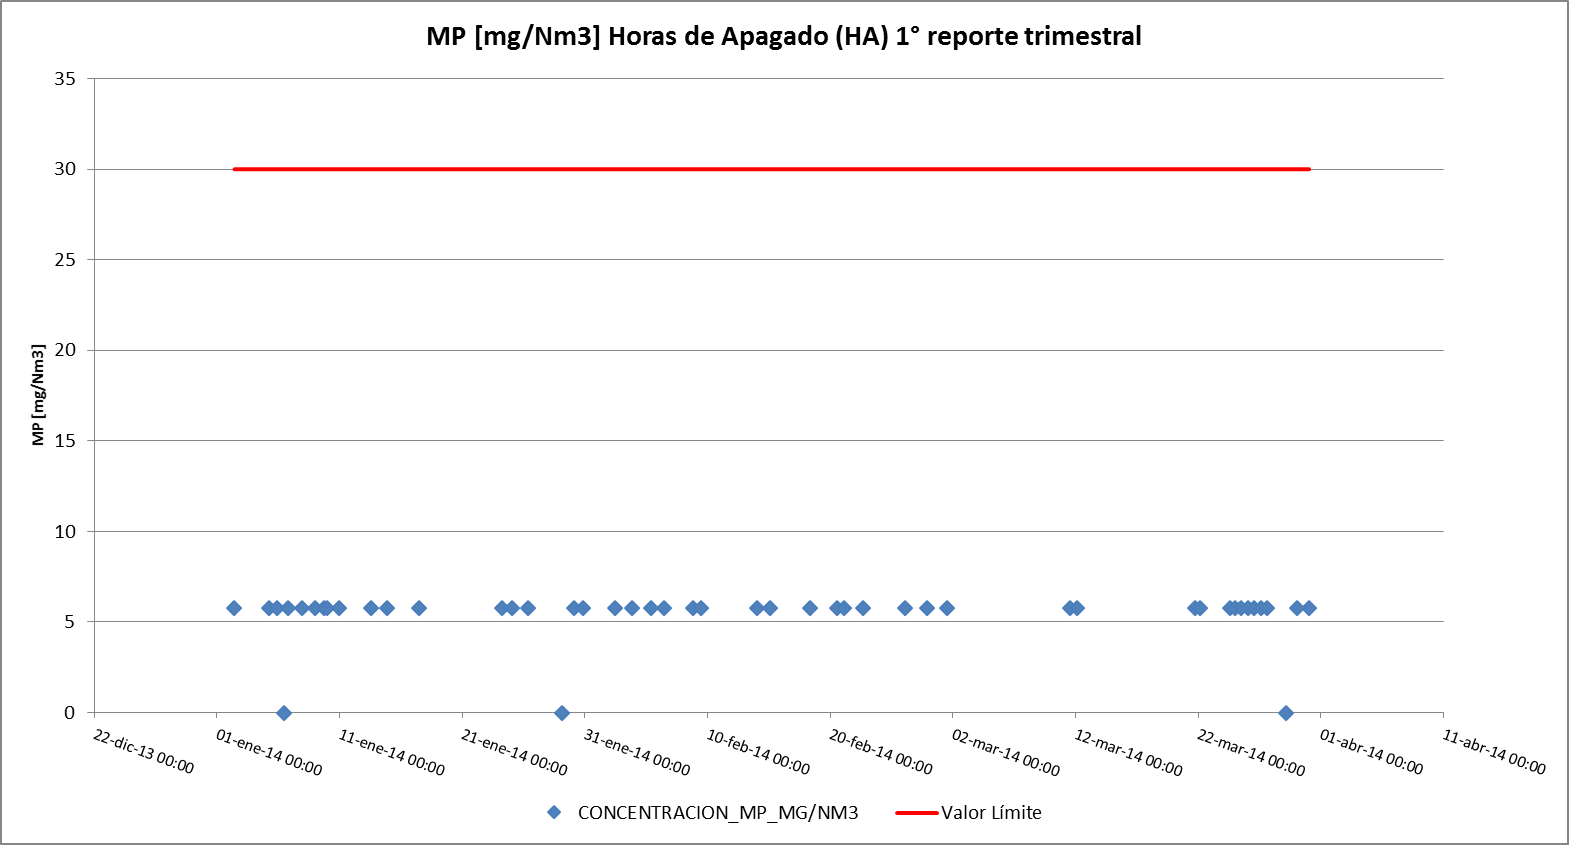 MP [mg/Nm3] Horas de Apagado (HA) 1° reporte trimestral
35
30
25
20
15
10
5
0
MP [mg/Nm3]
22-dic-13 00:00
01-ene-14 00:00
11-ene-14 00:00
21-ene-14 00:00
31-ene-14 00:00
10-feb-14 00:00
20-feb-14 00:00
02-mar-14 00:00
12-mar-14 00:00
22-mar-14 00:00
01-abr-14 00:00
11-abr-14 00:00
CONCENTRACION_MP_MG/NM3
Valor Límite